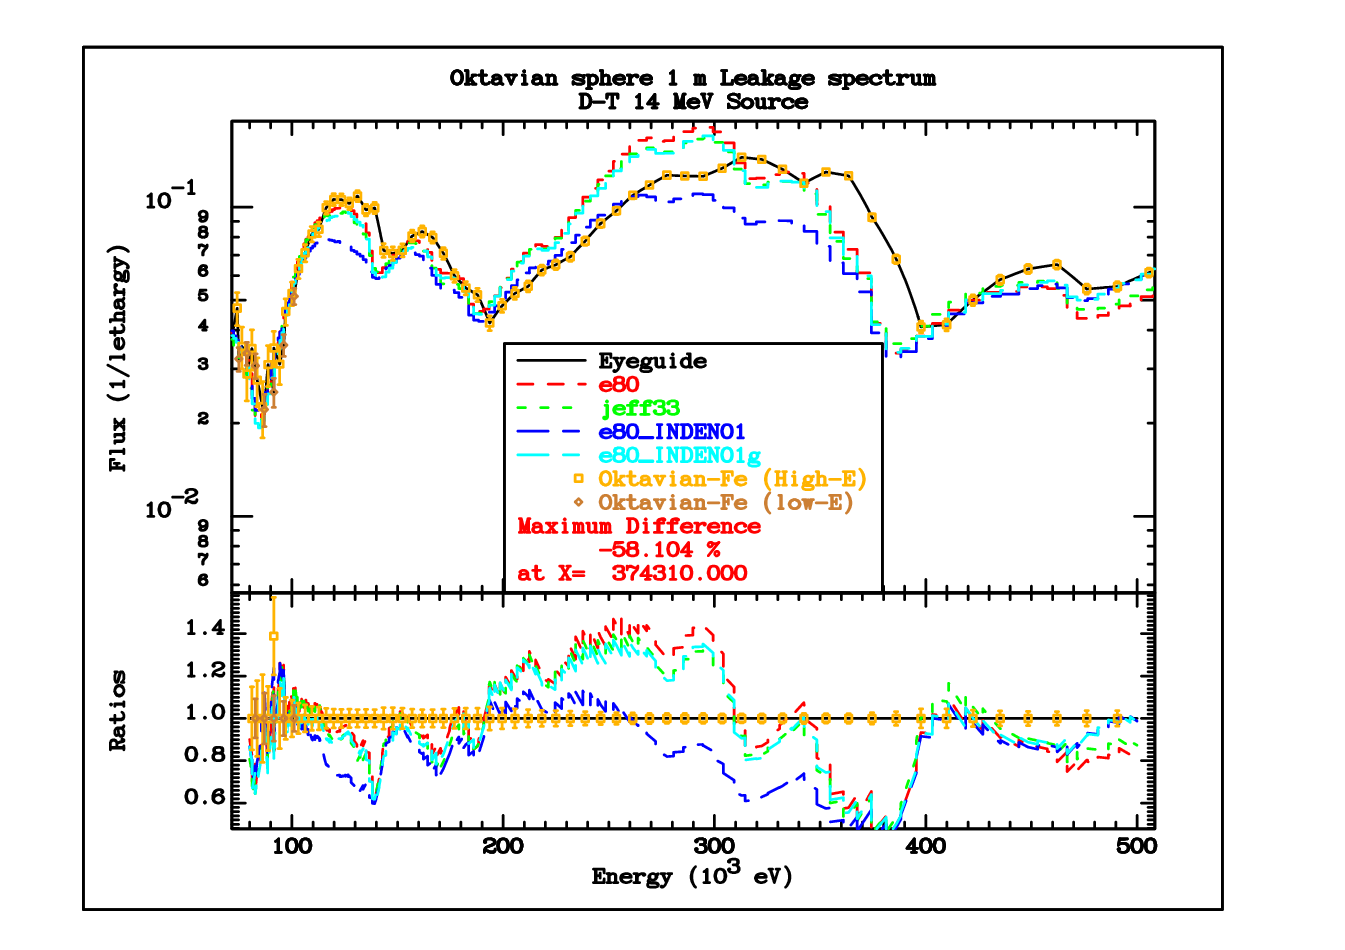 Oktavian sphere 1 m Leakage spectrum
D-T 14 MeV Source
10-1
9
8
7
6
5
4
3
2
10-2
9
8
7
6
Flux (1/lethargy)
Eyeguide
e80
jeff33
e80_INDEN01
e80_INDEN01g
Oktavian-Fe (High-E)
Oktavian-Fe (low-E)
Maximum Difference
-58.104 %
at X= 374310.000
1.4
1.2
1.0
0.8
0.6
Ratios
100 200 300 400 500
Energy (103 eV)